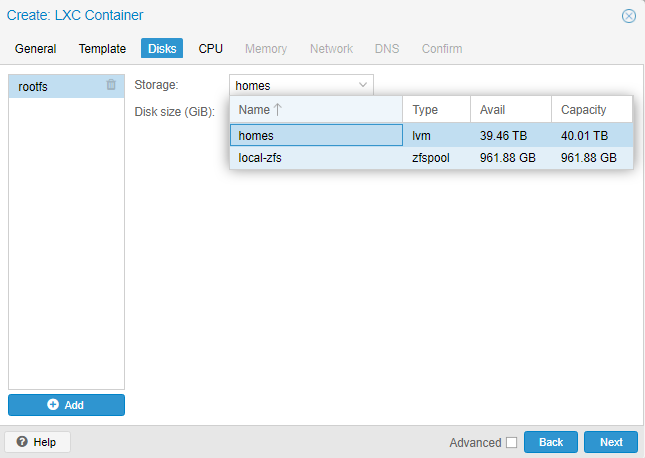 Create: LXC Container
General Template Disks CPU Memory Network DNS Confirm
rootfs Storage: homes
Disk size (GiB):
Name Type Avail Capacity
homes lvm 39.46 TB 40.01 TB
local-zfs zfspool 961.88 GB 961.88 GB
Add
Help Advanced Back Next